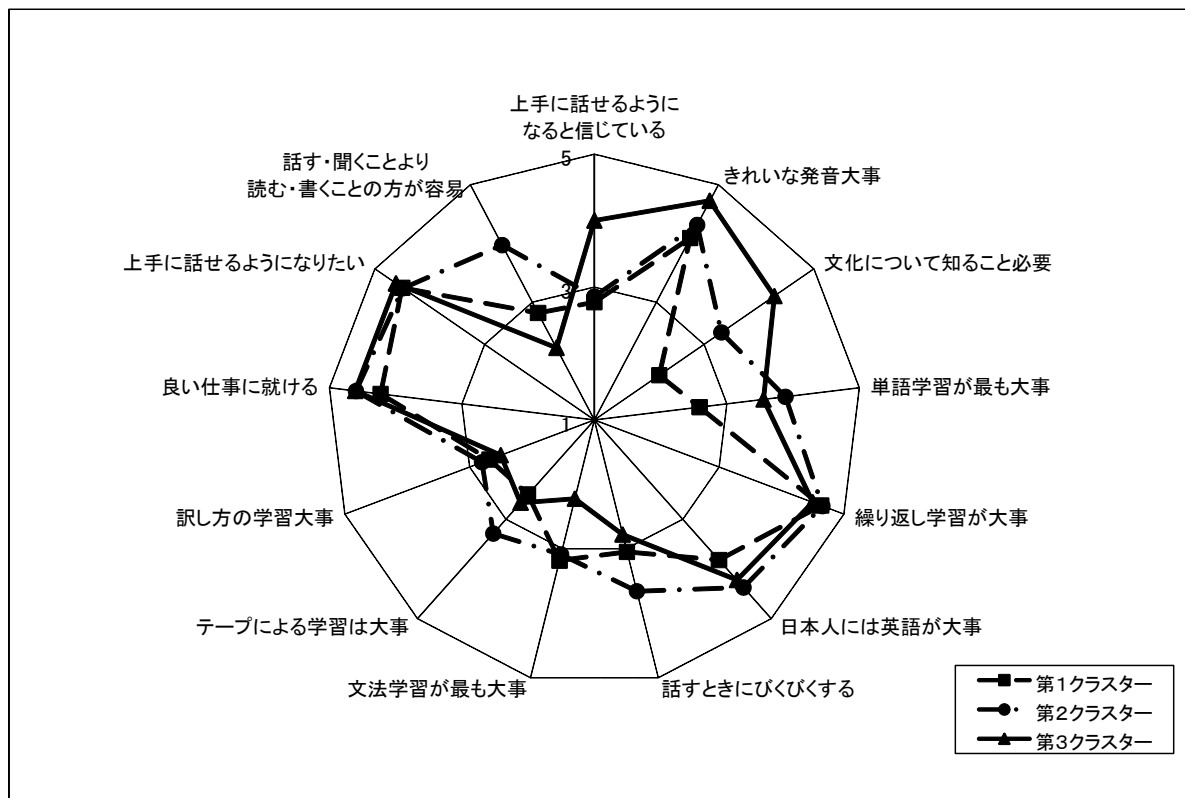 上手に話せるように
なると信じている
5
きれいな発音大事
話す・聞くことより
読む・書くことの方が容易
上手に話せるようになりたい
文化について知ること必要
3
良い仕事に就ける
単語学習が最も大事
1
訳し方の学習大事
繰り返し学習が大事
テープによる学習は大事
日本人には英語が大事
文法学習が最も大事
話すときにびくびくする
第1クラスター
第2クラスター
第3クラスター